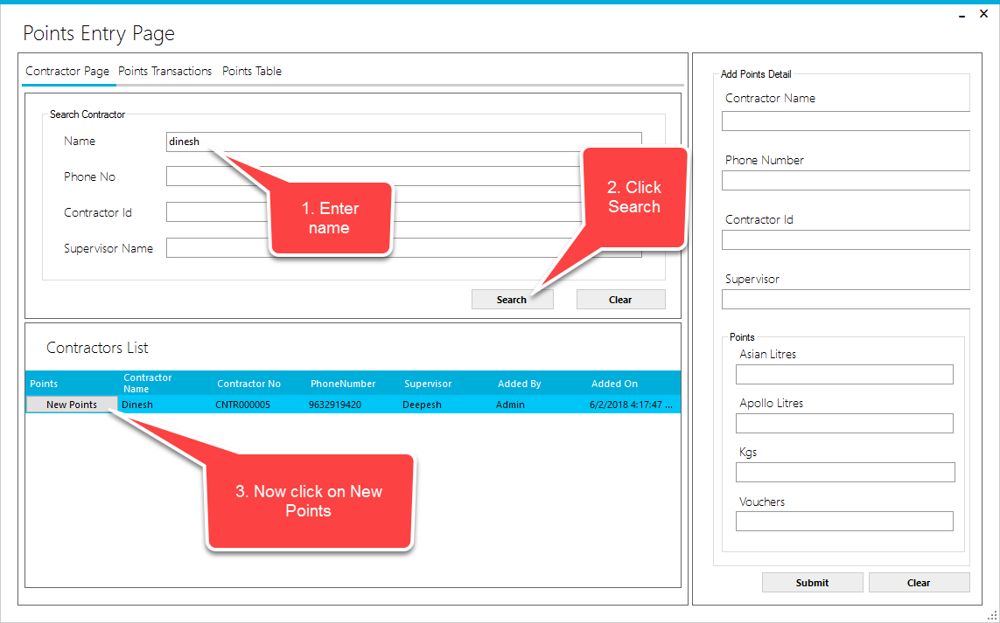 Points Entry Page
Contractor Page Points Transactions Points Table
Search Contractor
Name dinesh
Phone No
Contractor Id
Supervisor Name
1. Enter
name
2. Click
Search
Search Clear
Contractors List
Points Contractor Name Contractor No PhoneNumber Supervisor Added By Added On
New Points Dinesh CNTR000005 9632919420 Deepesh Admin 6/2/2018 4:17:47 ...
3. Now click on New
Points
Add Points Detail
Contractor Name
Phone Number
Contractor Id
Supervisor
Points
Asian Litres
Apollo Litres
Kgs
Vouchers
Submit Clear